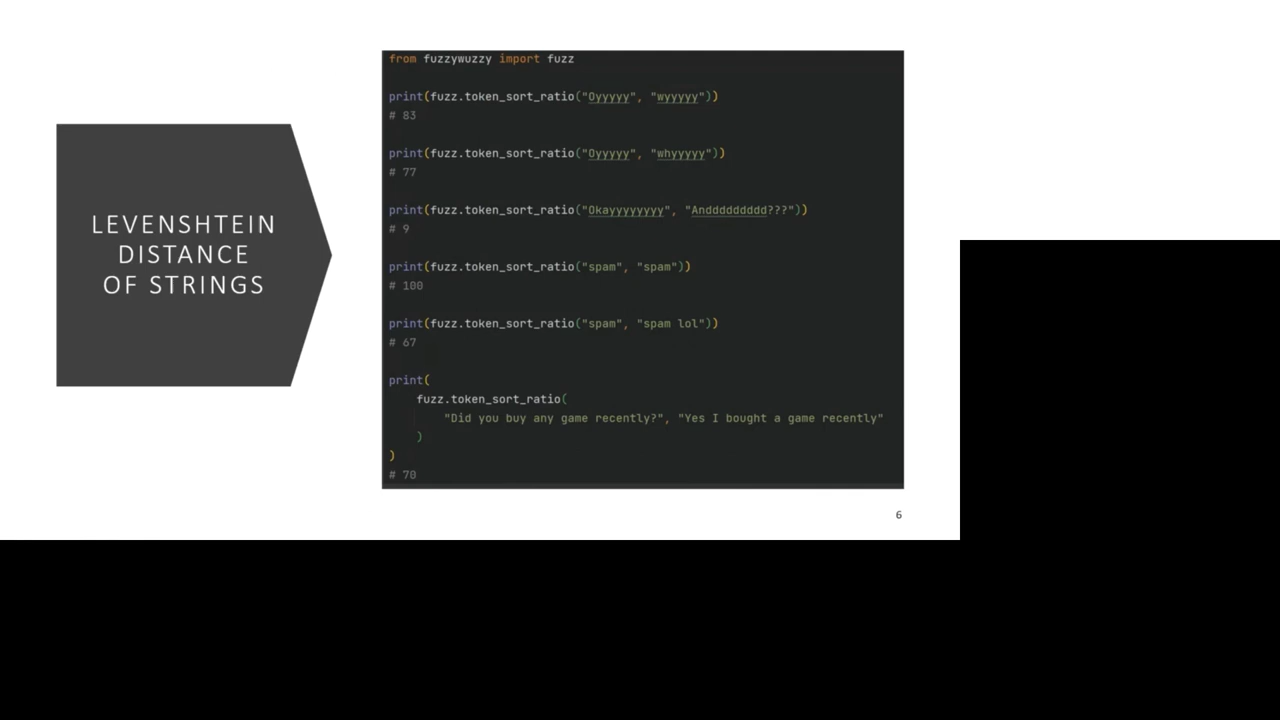 LEVENSHTEIN
DISTANCE
OF STRINGS
from fuzzywuzzy import fuzz
print(fuzz.token_sort_ratio("Oyyyyy", "wyyyyy"))
# 83
print(fuzz.token_sort_ratio("Oyyyyy", "whyyyyy"))
# 77
print(fuzz.token_sort_ratio("Okayyyyyyyy", "Anddddddddd???"))
# 9
print(fuzz.token_sort_ratio("spam", "spam"))
# 100
print(fuzz.token_sort_ratio("spam", "spam lol"))
# 67
print(
fuzz.token_sort_ratio(
"Did you buy any game recently?", "Yes I bought a game recently"
)
)
# 70
6